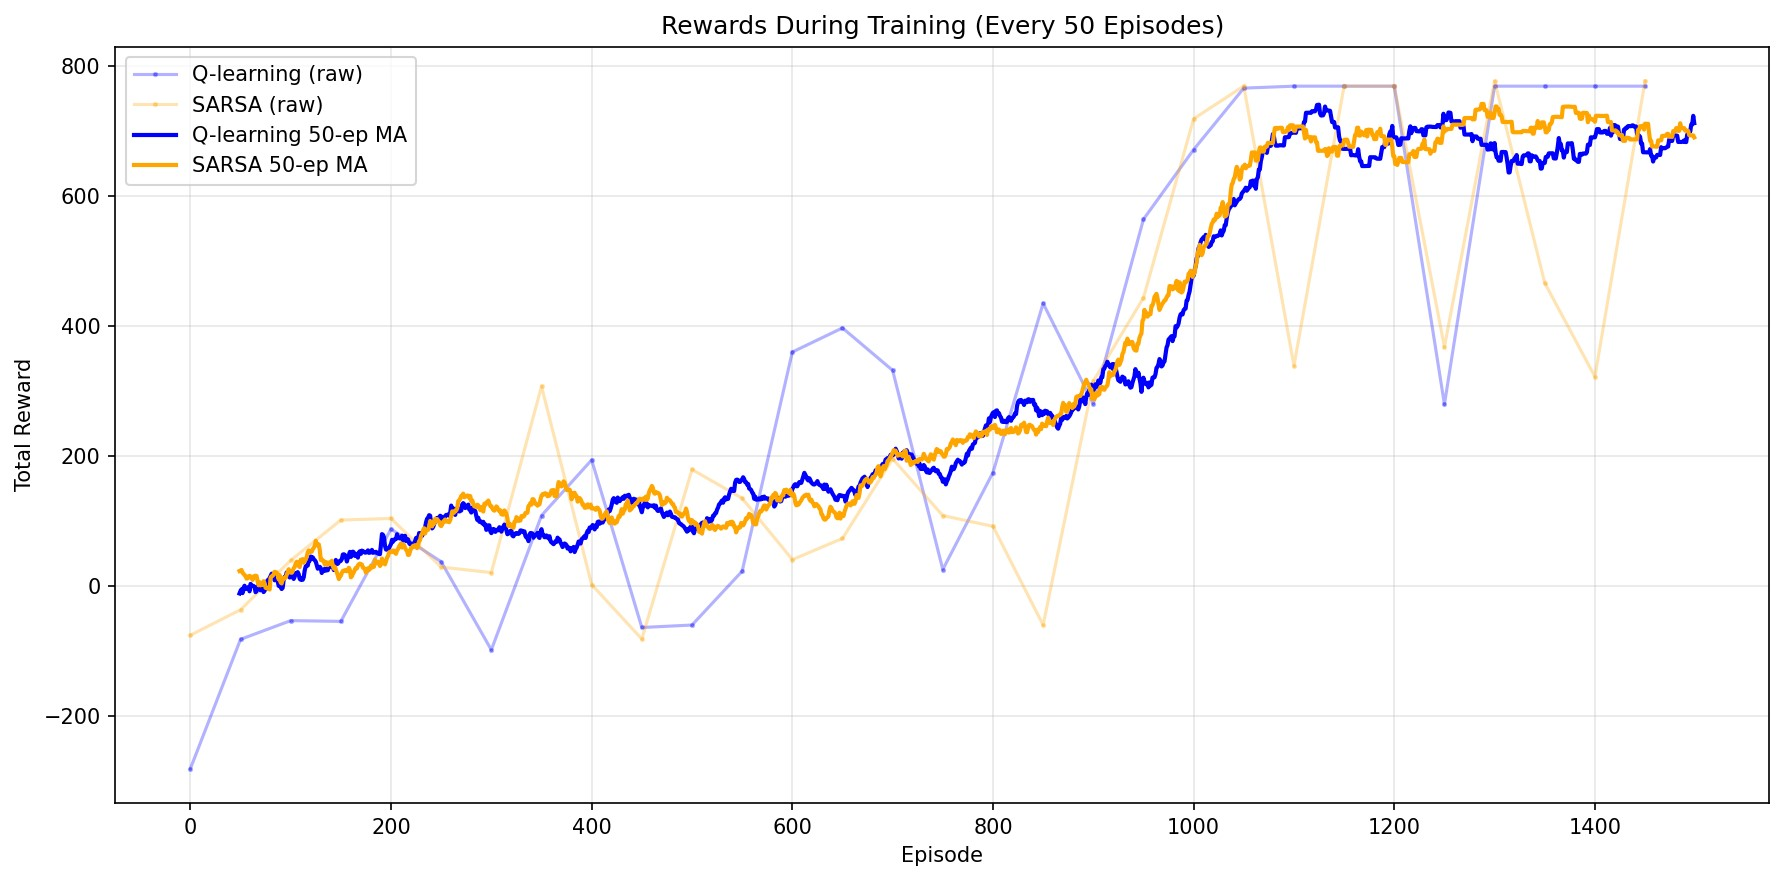 Rewards During Training (Every 50 Episodes)
Q-learning (raw)
SARSA (raw)
Q-learning 50-ep MA
SARSA 50-ep MA
Total Reward
800
600
400
200
0
−200
0
200
400
600
800
1000
1200
1400
Episode